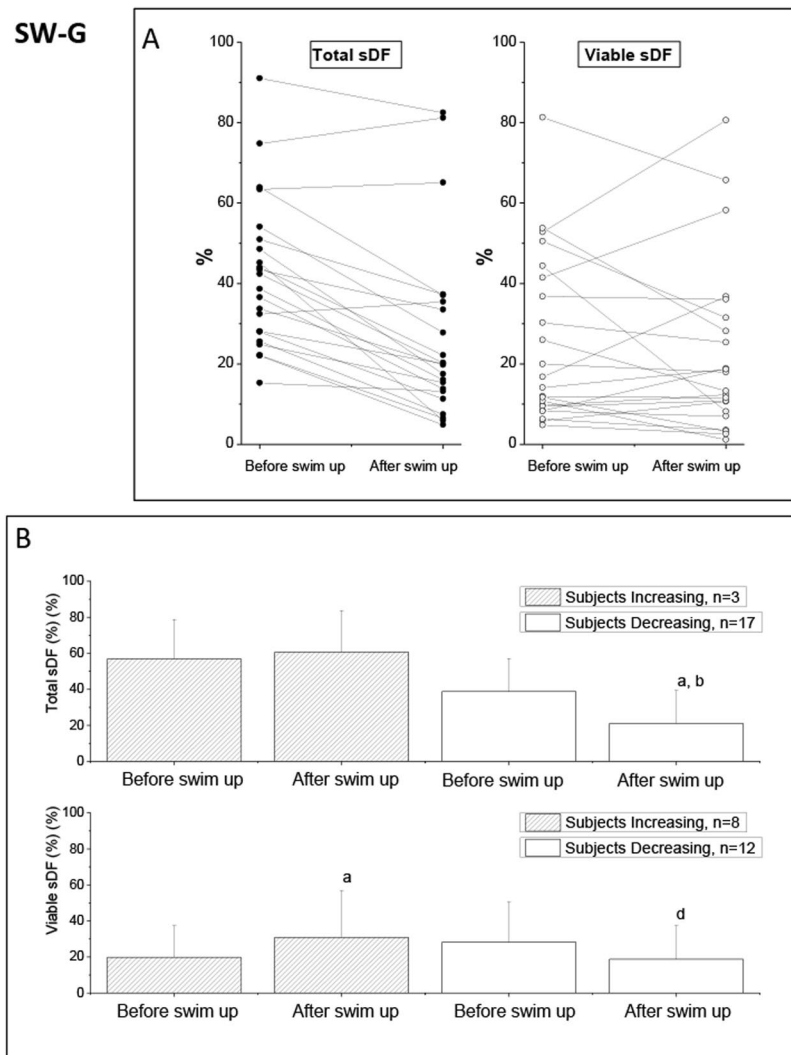 SW-G
A
Total sDF
Viable sDF
%
100
80
60
40
20
0
Before swim up
After swim up
%
100
80
60
40
20
0
Before swim up
After swim up
B
Total sDF (%) (%)
100
80
60
40
20
0
Subjects Increasing, n=3
Subjects Decreasing, n=17
a, b
Before swim up
After swim up
Before swim up
After swim up
Viable sDF (%) (%)
100
80
60
40
20
0
Subjects Increasing, n=8
Subjects Decreasing, n=12
a
d
Before swim up
After swim up
Before swim up
After swim up